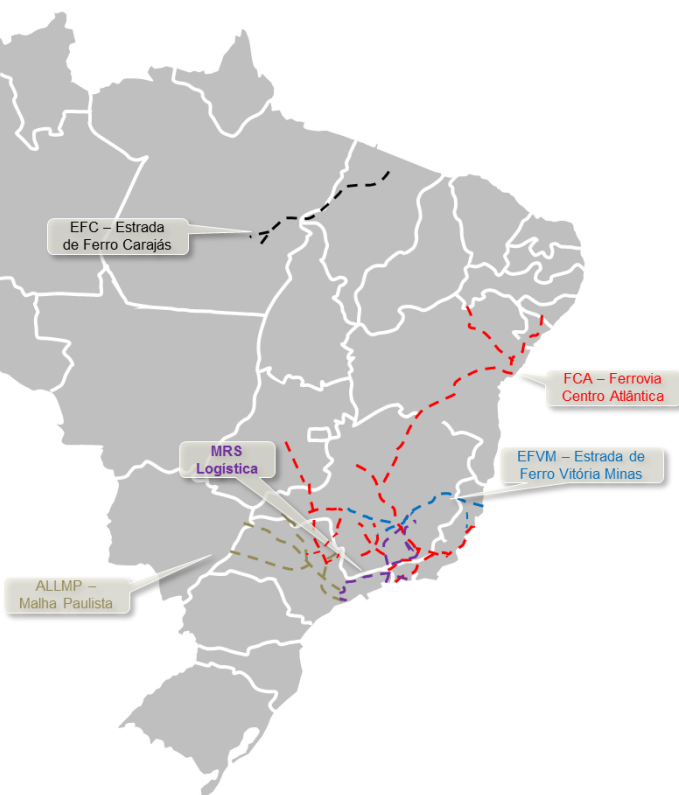 EFC – Estrada
de Ferro Carajás
FCA – Ferrovia
Centro Atlântica
MRS
Logística
EFVM – Estrada de
Ferro Vitória Minas
ALLMP –
Malha Paulista